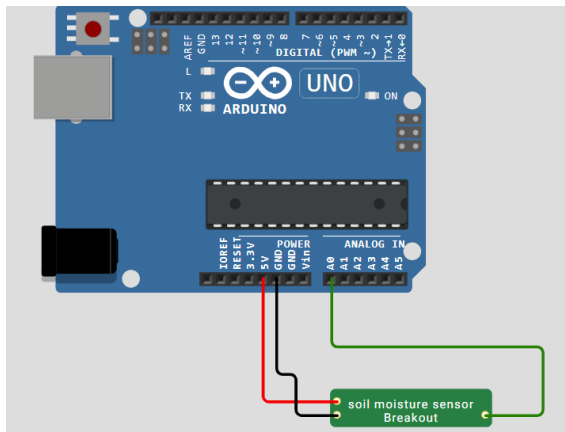 AREF
GND
13
12
~11
~10
~9
8
7
~6
~5
4
~3
2
TX→1
RX←0
DIGITAL (PWM ~)
L
TX
RX
UNO
ARDUINO
ON
IOREF
RESET
3.3V
5V
GND
GND
Vin
POWER
ANALOG IN
A0
A1
A2
A3
A4
A5
soil moisture sensor
Breakout